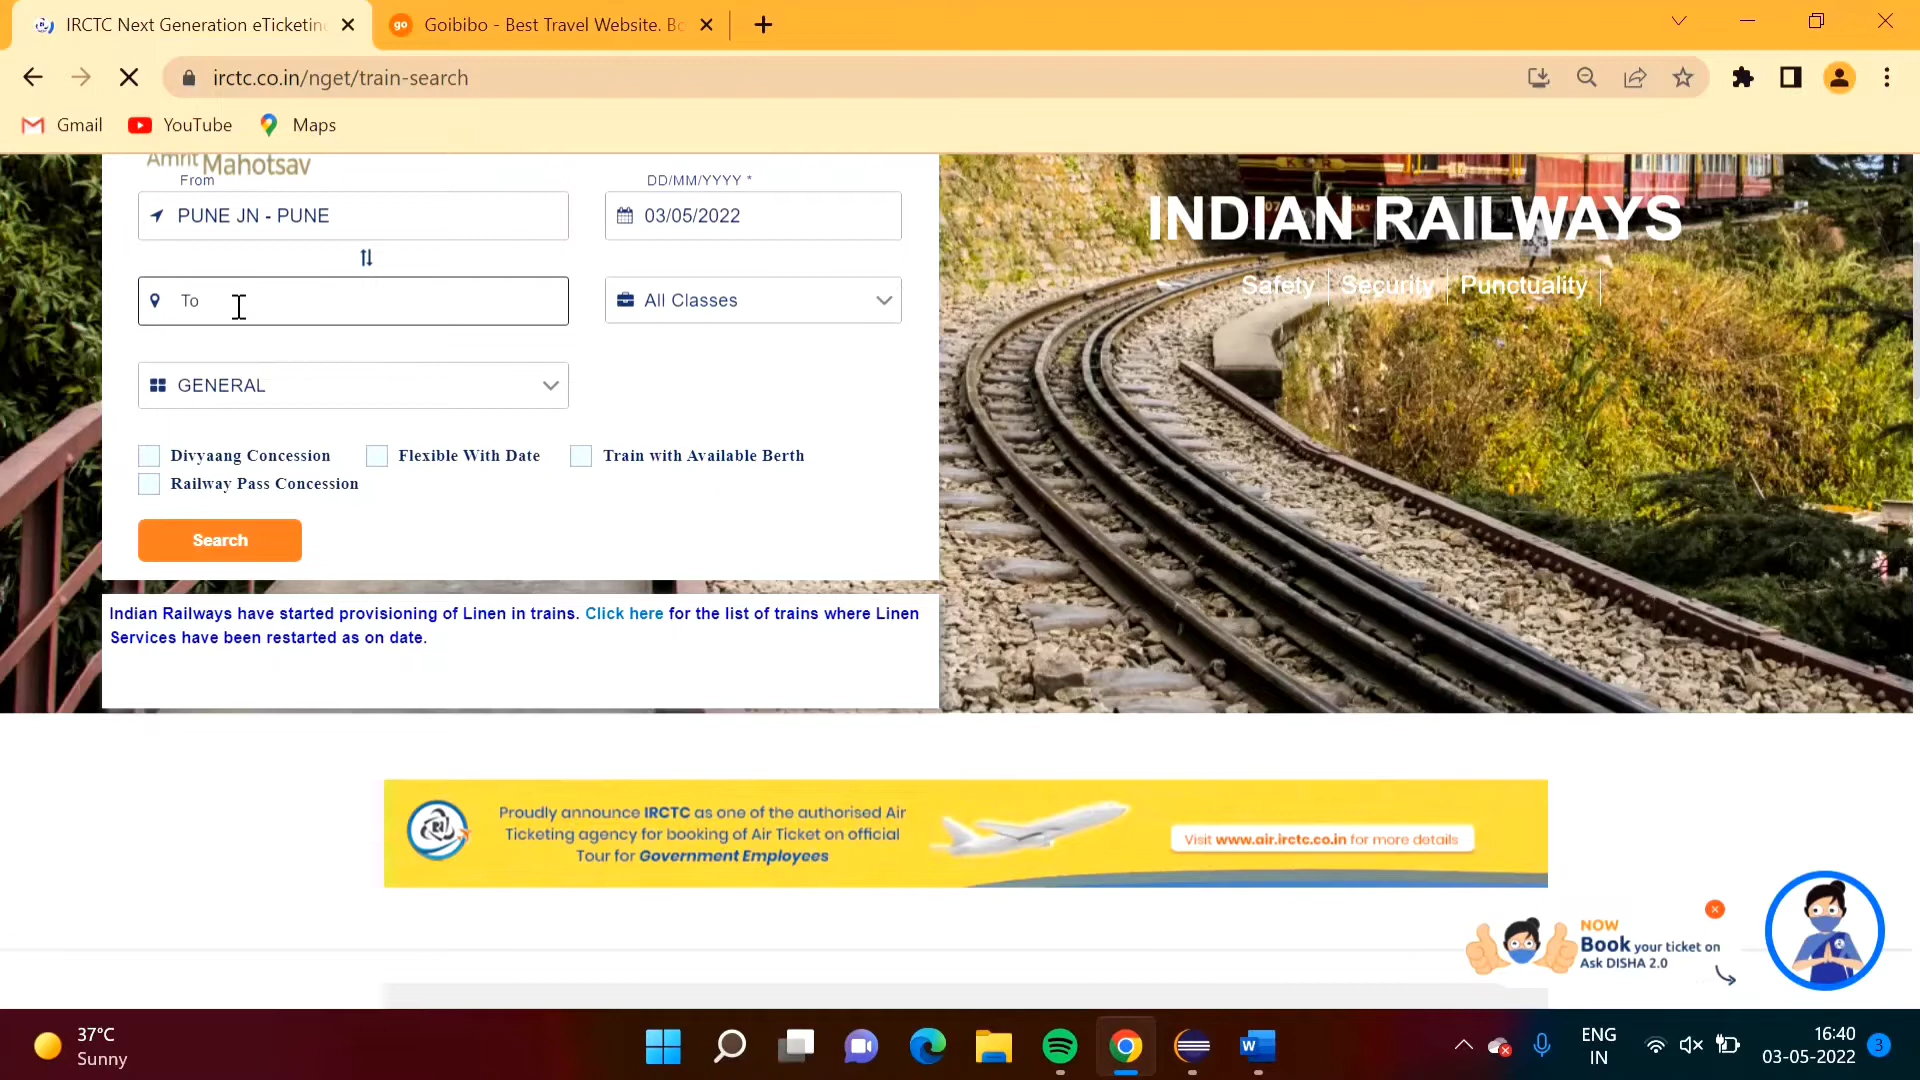 IRCTC Next Generation eTicketin
Goibibo - Best Travel Website. Bo
irctc.co.in/nget/train-search
Gmail
YouTube
Maps
Amrit Mahotsav
From
DD/MM/YYYY *
PUNE JN - PUNE
03/05/2022
To
All Classes
GENERAL
Divyaang Concession
Flexible With Date
Train with Available Berth
Railway Pass Concession
Search
INDIAN RAILWAYS
Safety | Security | Punctuality |
Indian Railways have started provisioning of Linen in trains. Click here for the list of trains where Linen
Services have been restarted as on date.
Proudly announce IRCTC as one of the authorised Air
Ticketing agency for booking of Air Ticket on official
Tour for Government Employees
Visit www.air.irctc.co.in for more details
NOW
Book your ticket on
Ask DISHA 2.0
37°C
Sunny
ENG
IN
16:40
03-05-2022
3